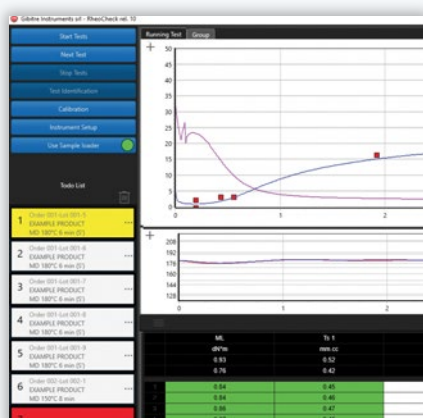 Gibitre Instruments srl - RheoCheck rel. 10
Start Tests
Next Test
Stop Tests
Test Identification
Calibration
Instrument Setup
Use Sample loader
Todo List
1
Order 001-Lot 001-5
EXAMPLE PRODUCT
MD 180°C 6 min (S')
2
Order 001-Lot 001-6
EXAMPLE PRODUCT
MD 180°C 6 min (S')
3
Order 001-Lot 001-7
EXAMPLE PRODUCT
MD 180°C 6 min (S')
4
Order 001-Lot 001-8
EXAMPLE PRODUCT
MD 180°C 6 min (S')
5
Order 001-Lot 001-9
EXAMPLE PRODUCT
MD 180°C 6 min (S')
6
Order 002-Lot 002-1
EXAMPLE PRODUCT
MD 150°C 8 min
Running Test Group
50
45
40
35
30
25
20
15
10
5
0
0 1 2
208
192
176
160
144
128
0 1 2
ML Ts 1
dN*m mm.cc
0.93 0.52
0.76 0.42
1 0.84 0.45
2 0.84 0.46
3 0.86 0.47